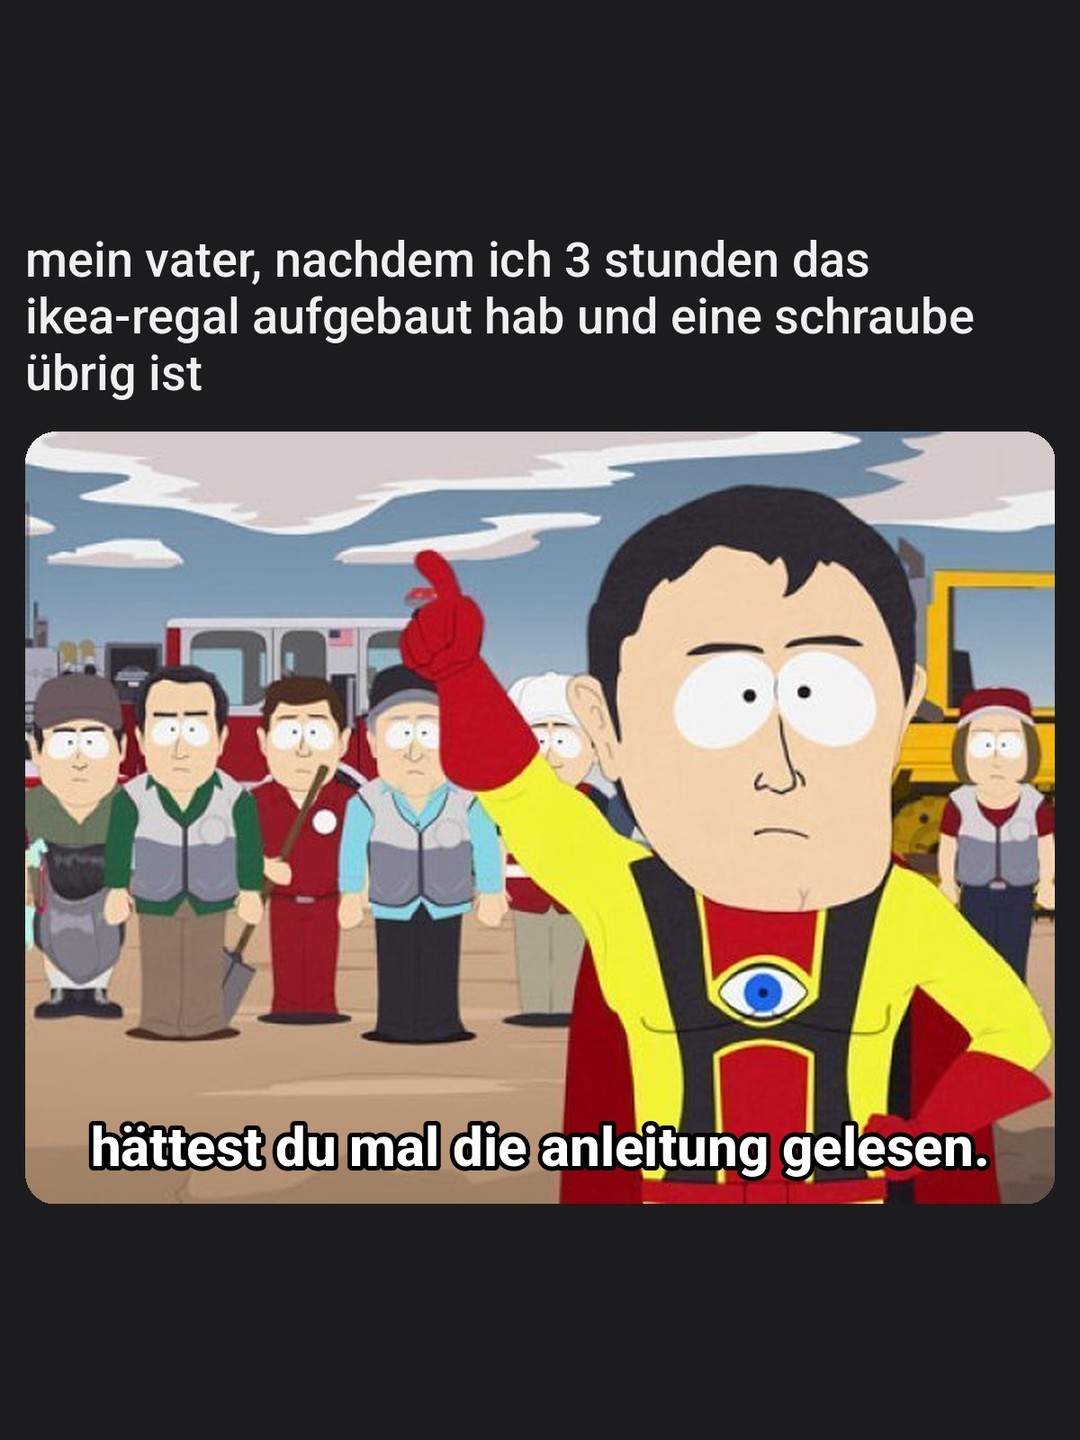 mein vater, nachdem ich 3 stunden das
ikea-regal aufgebaut hab und eine schraube
übrig ist
hättest du mal die anleitung gelesen.